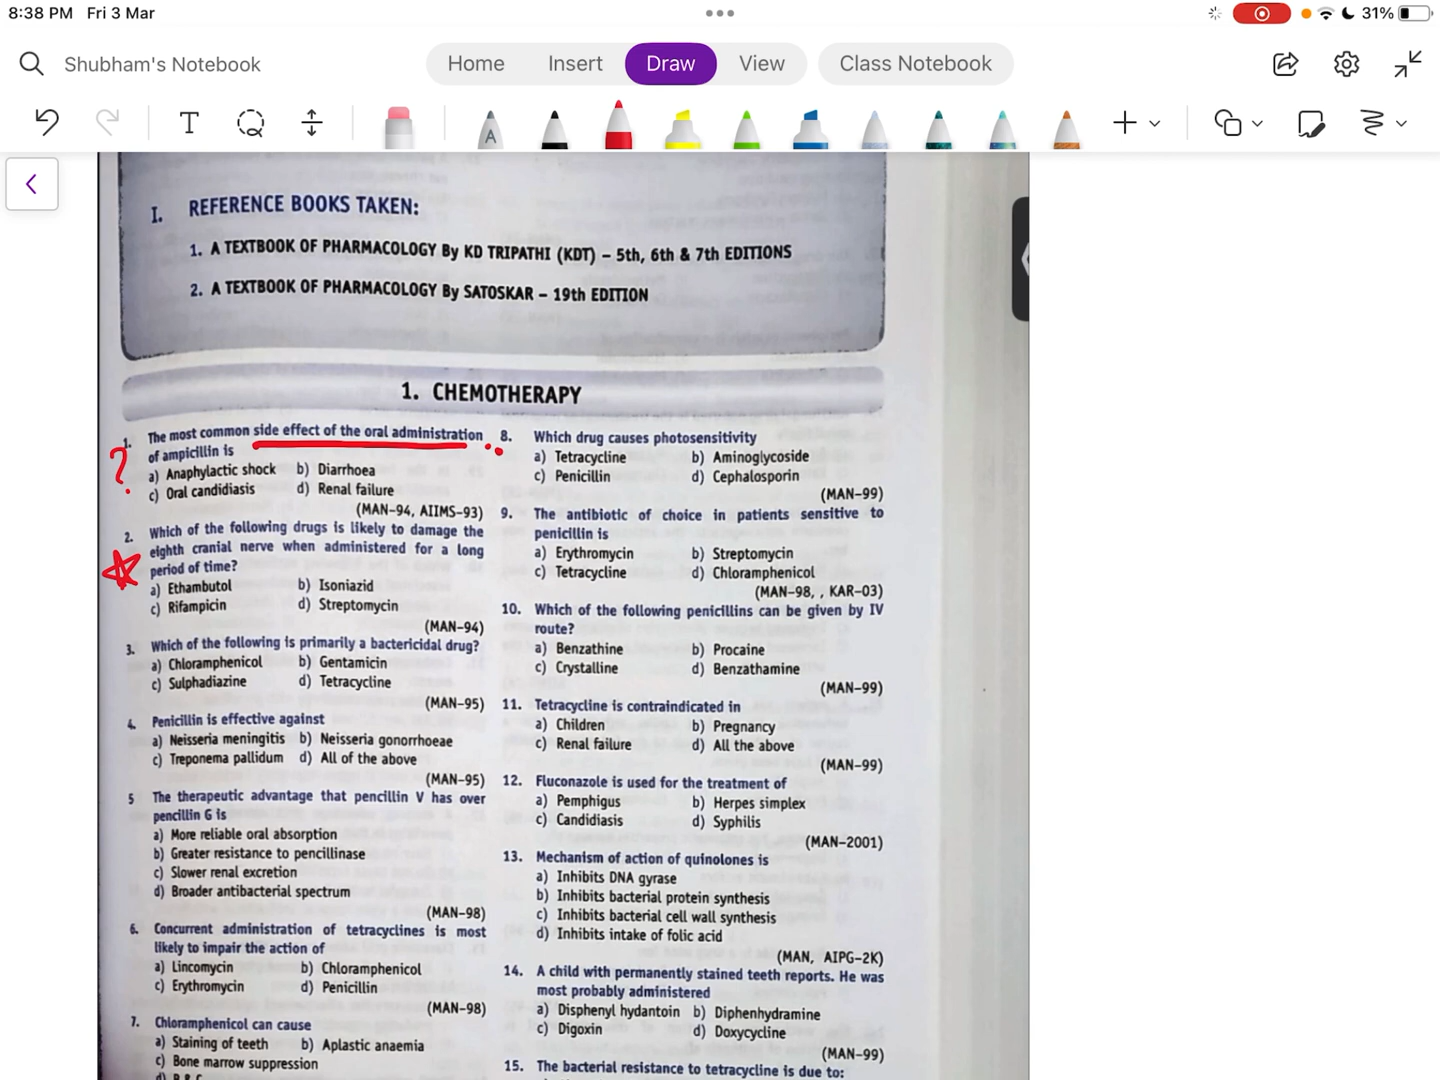 8:38 PM Fri 3 Mar
31%
Shubham's Notebook
Home Insert Draw View Class Notebook
T
A
I. REFERENCE BOOKS TAKEN:
1. A TEXTBOOK OF PHARMACOLOGY By KD TRIPATHI (KDT) – 5th, 6th & 7th EDITIONS
2. A TEXTBOOK OF PHARMACOLOGY By SATOSKAR – 19th EDITION
1. CHEMOTHERAPY
1. The most common side effect of the oral administration
of ampicillin is
?
a) Anaphylactic shock b) Diarrhoea
c) Oral candidiasis d) Renal failure
(MAN-94, AIIMS-93)
2. Which of the following drugs is likely to damage the
eighth cranial nerve when administered for a long
period of time?
a) Ethambutol b) Isoniazid
c) Rifampicin d) Streptomycin
(MAN-94)
3. Which of the following is primarily a bactericidal drug?
a) Chloramphenicol b) Gentamicin
c) Sulphadiazine d) Tetracycline
(MAN-95)
4. Penicillin is effective against
a) Neisseria meningitis b) Neisseria gonorrhoeae
c) Treponema pallidum d) All of the above
(MAN-95)
5 The therapeutic advantage that pencillin V has over
pencillin G is
a) More reliable oral absorption
b) Greater resistance to pencillinase
c) Slower renal excretion
d) Broader antibacterial spectrum
(MAN-98)
6. Concurrent administration of tetracyclines is most
likely to impair the action of
a) Lincomycin b) Chloramphenicol
c) Erythromycin d) Penicillin
(MAN-98)
7. Chloramphenicol can cause
a) Staining of teeth b) Aplastic anaemia
c) Bone marrow suppression
d) B & C
8. Which drug causes photosensitivity
a) Tetracycline b) Aminoglycoside
c) Penicillin d) Cephalosporin
(MAN-99)
9. The antibiotic of choice in patients sensitive to
penicillin is
a) Erythromycin b) Streptomycin
c) Tetracycline d) Chloramphenicol
(MAN-98, , KAR-03)
10. Which of the following penicillins can be given by IV
route?
a) Benzathine b) Procaine
c) Crystalline d) Benzathamine
(MAN-99)
11. Tetracycline is contraindicated in
a) Children b) Pregnancy
c) Renal failure d) All the above
(MAN-99)
12. Fluconazole is used for the treatment of
a) Pemphigus b) Herpes simplex
c) Candidiasis d) Syphilis
(MAN-2001)
13. Mechanism of action of quinolones is
a) Inhibits DNA gyrase
b) Inhibits bacterial protein synthesis
c) Inhibits bacterial cell wall synthesis
d) Inhibits intake of folic acid
(MAN, AIPG-2K)
14. A child with permanently stained teeth reports. He was
most probably administered
a) Disphenyl hydantoin b) Diphenhydramine
c) Digoxin d) Doxycycline
(MAN-99)
15. The bacterial resistance to tetracycline is due to: